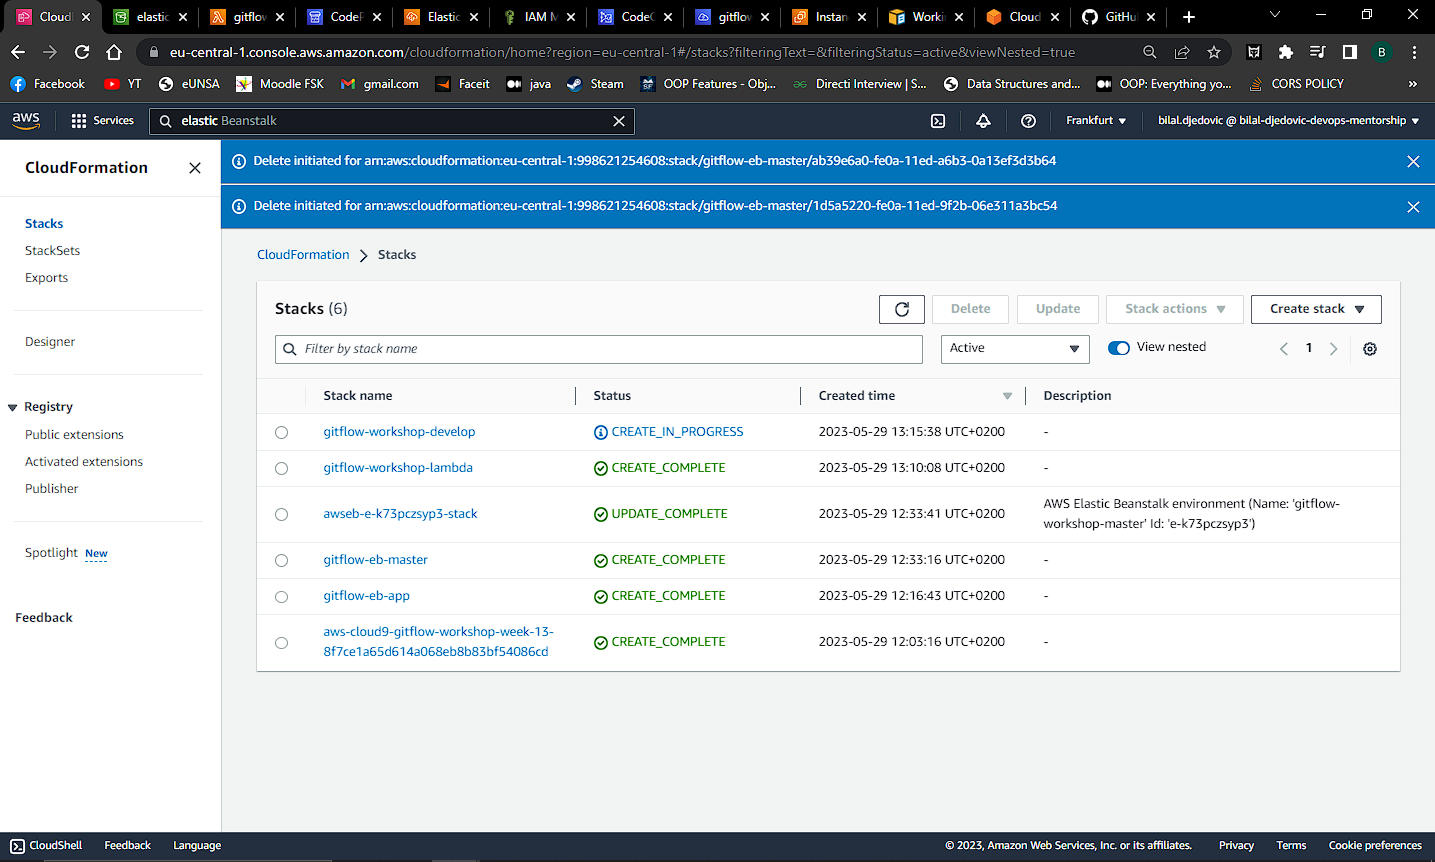 Cloud
elastic
gitflow
CodeP
Elastic
IAM M
CodeC
gitflow
Instan
Workin
Cloud
GitHu
eu-central-1.console.aws.amazon.com/cloudformation/home?region=eu-central-1#/stacks?filteringText=&filteringStatus=active&viewNested=true
B
Facebook
YT
eUNSA
Moodle FSK
gmail.com
Faceit
java
Steam
OOP Features - Obj...
Directi Interview | S...
Data Structures and...
OOP: Everything yo...
CORS POLICY
»
aws
Services
elastic Beanstalk
Frankfurt
bilal.djedovic @ bilal-djedovic-devops-mentorship
CloudFormation
Stacks
StackSets
Exports
Designer
Registry
Public extensions
Activated extensions
Publisher
Spotlight New
Feedback
Delete initiated for arn:aws:cloudformation:eu-central-1:998621254608:stack/gitflow-eb-master/ab39e6a0-fe0a-11ed-a6b3-0a13ef3d3b64
Delete initiated for arn:aws:cloudformation:eu-central-1:998621254608:stack/gitflow-eb-master/1d5a5220-fe0a-11ed-9f2b-06e311a3bc54
CloudFormation > Stacks
Stacks (6)
Delete
Update
Stack actions
Create stack
Filter by stack name
Active
View nested
1
Stack name Status Created time Description
gitflow-workshop-develop CREATE_IN_PROGRESS 2023-05-29 13:15:38 UTC+0200 -
gitflow-workshop-lambda CREATE_COMPLETE 2023-05-29 13:10:08 UTC+0200 -
awseb-e-k73pczsyp3-stack UPDATE_COMPLETE 2023-05-29 12:33:41 UTC+0200 AWS Elastic Beanstalk environment (Name: 'gitflow-
workshop-master' Id: 'e-k73pczsyp3')
gitflow-eb-master CREATE_COMPLETE 2023-05-29 12:33:16 UTC+0200 -
gitflow-eb-app CREATE_COMPLETE 2023-05-29 12:16:43 UTC+0200 -
aws-cloud9-gitflow-workshop-week-13-
8f7ce1a65d614a068eb8b83bf54086cd CREATE_COMPLETE 2023-05-29 12:03:16 UTC+0200 -
CloudShell
Feedback
Language
© 2023, Amazon Web Services, Inc. or its affiliates.
Privacy
Terms
Cookie preferences